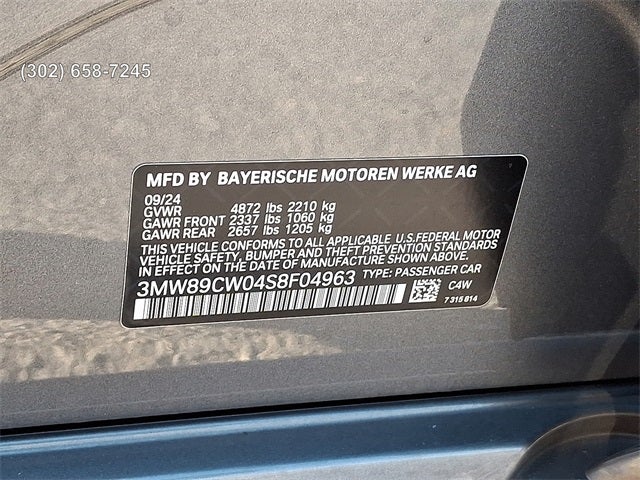 (302) 658-7245
MFD BY BAYERISCHE MOTOREN WERKE AG
09/24
GVWR 4872 lbs 2210 kg
GAWR FRONT 2337 lbs 1060 kg
GAWR REAR 2657 lbs 1205 kg
THIS VEHICLE CONFORMS TO ALL APPLICABLE U.S.FEDERAL MOTOR
VEHICLE SAFETY, BUMPER, AND THEFT PREVENTION STANDARDS
IN EFFECT ON THE DATE OF MANUFACTURE SHOWN ABOVE.
3MW89CW04S8F04963 TYPE: PASSENGER CAR
C4W
7 315 814